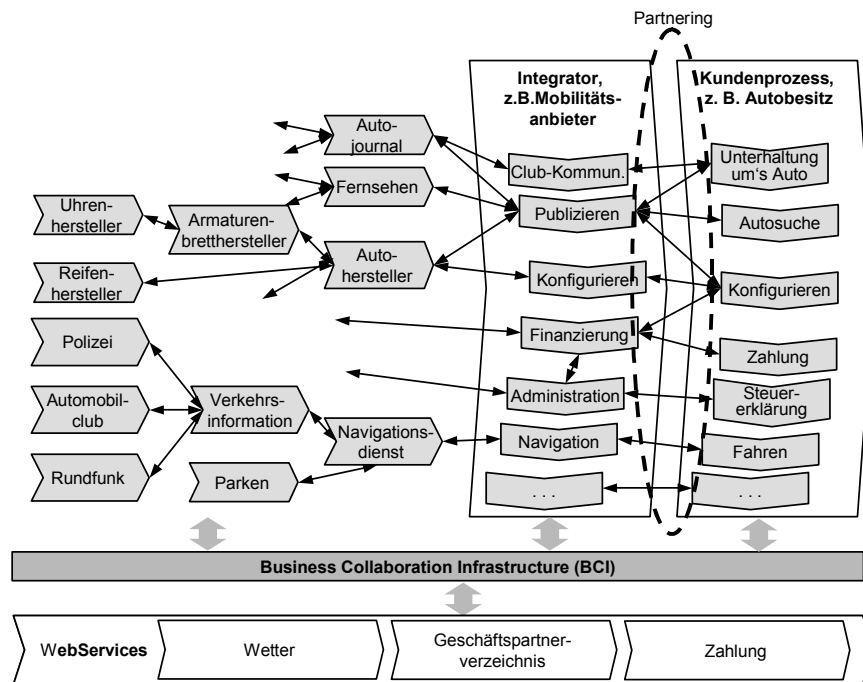 Partnering
Integrator,
z.B.Mobilitäts-
anbieter
Kundenprozess,
z. B. Autobesitz
Auto-
journal
Fernsehen
Uhren-
hersteller
Armaturen-
bretthersteller
Auto-
hersteller
Reifen-
hersteller
Polizei
Automobil-
club
Verkehrs-
information
Navigations-
dienst
Rundfunk
Parken
Club-Kommun.
Publizieren
Konfigurieren
Finanzierung
Administration
Navigation
. . .
Unterhaltung
um's Auto
Autosuche
Konfigurieren
Zahlung
Steuer-
erklärung
Fahren
. . .
Business Collaboration Infrastructure (BCI)
WebServices
Wetter
Geschäftspartner-
verzeichnis
Zahlung